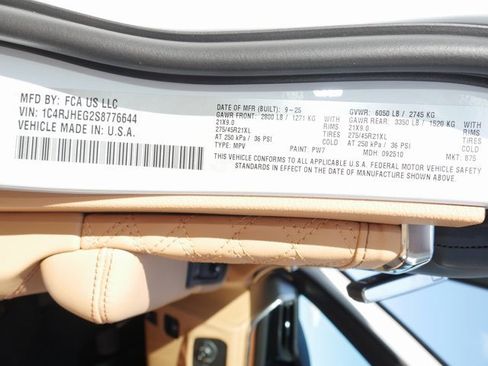 MFD BY: FCA US LLC
VIN: 1C4RJHEG2S8776644
VEHICLE MADE IN U.S.A.
DATE OF MFR (BUILT): 9-25 GVWR: 6050 LB / 2745 KG
GAWR FRONT: 2800 LB / 1271 KG WITH GAWR REAR: 3350 LB / 1520 KG WITH
21X9.0 RIMS 21X9.0 RIMS
275/45R21XL TIRES 275/45R21XL TIRES
AT 250 kPa / 36 PSI COLD AT 250 kPa / 36 PSI COLD
TYPE: MPV PAINT: PW7 MDH: 092510 MKT: 875
THIS VEHICLE CONFORMS TO ALL APPLICABLE U.S.A. FEDERAL MOTOR VEHICLE SAFETY
STANDARDS IN EFFECT ON THE DATE OF MANUFACTURE SHOWN ABOVE.